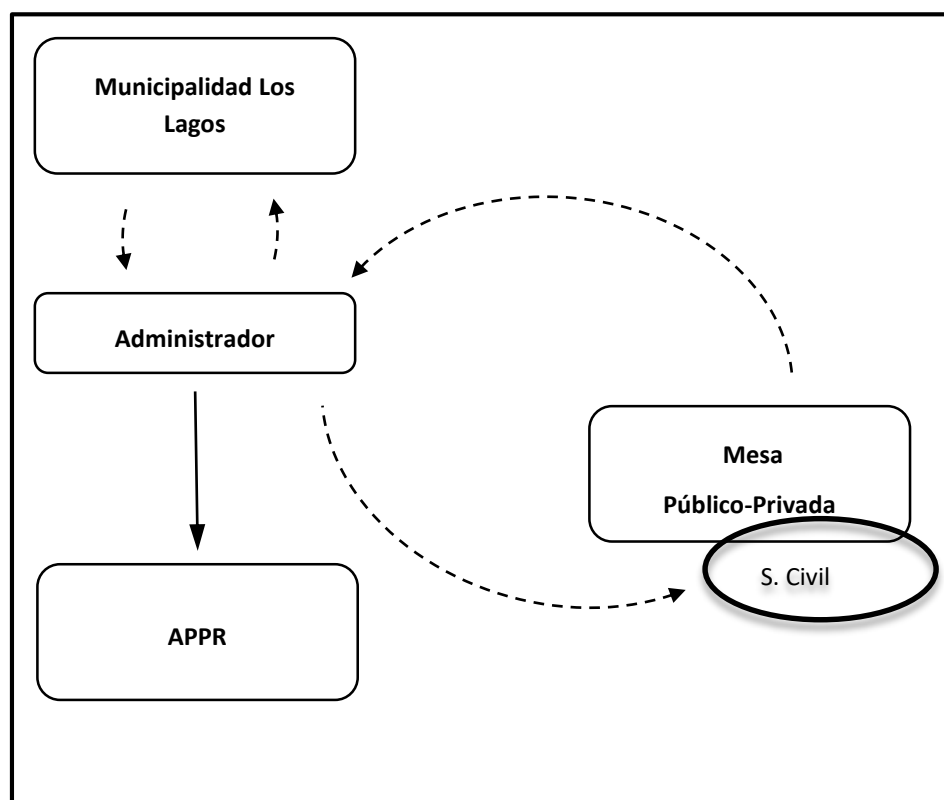 Municipalidad Los
Lagos
Administrador
Mesa
Público-Privada
S. Civil
APPR